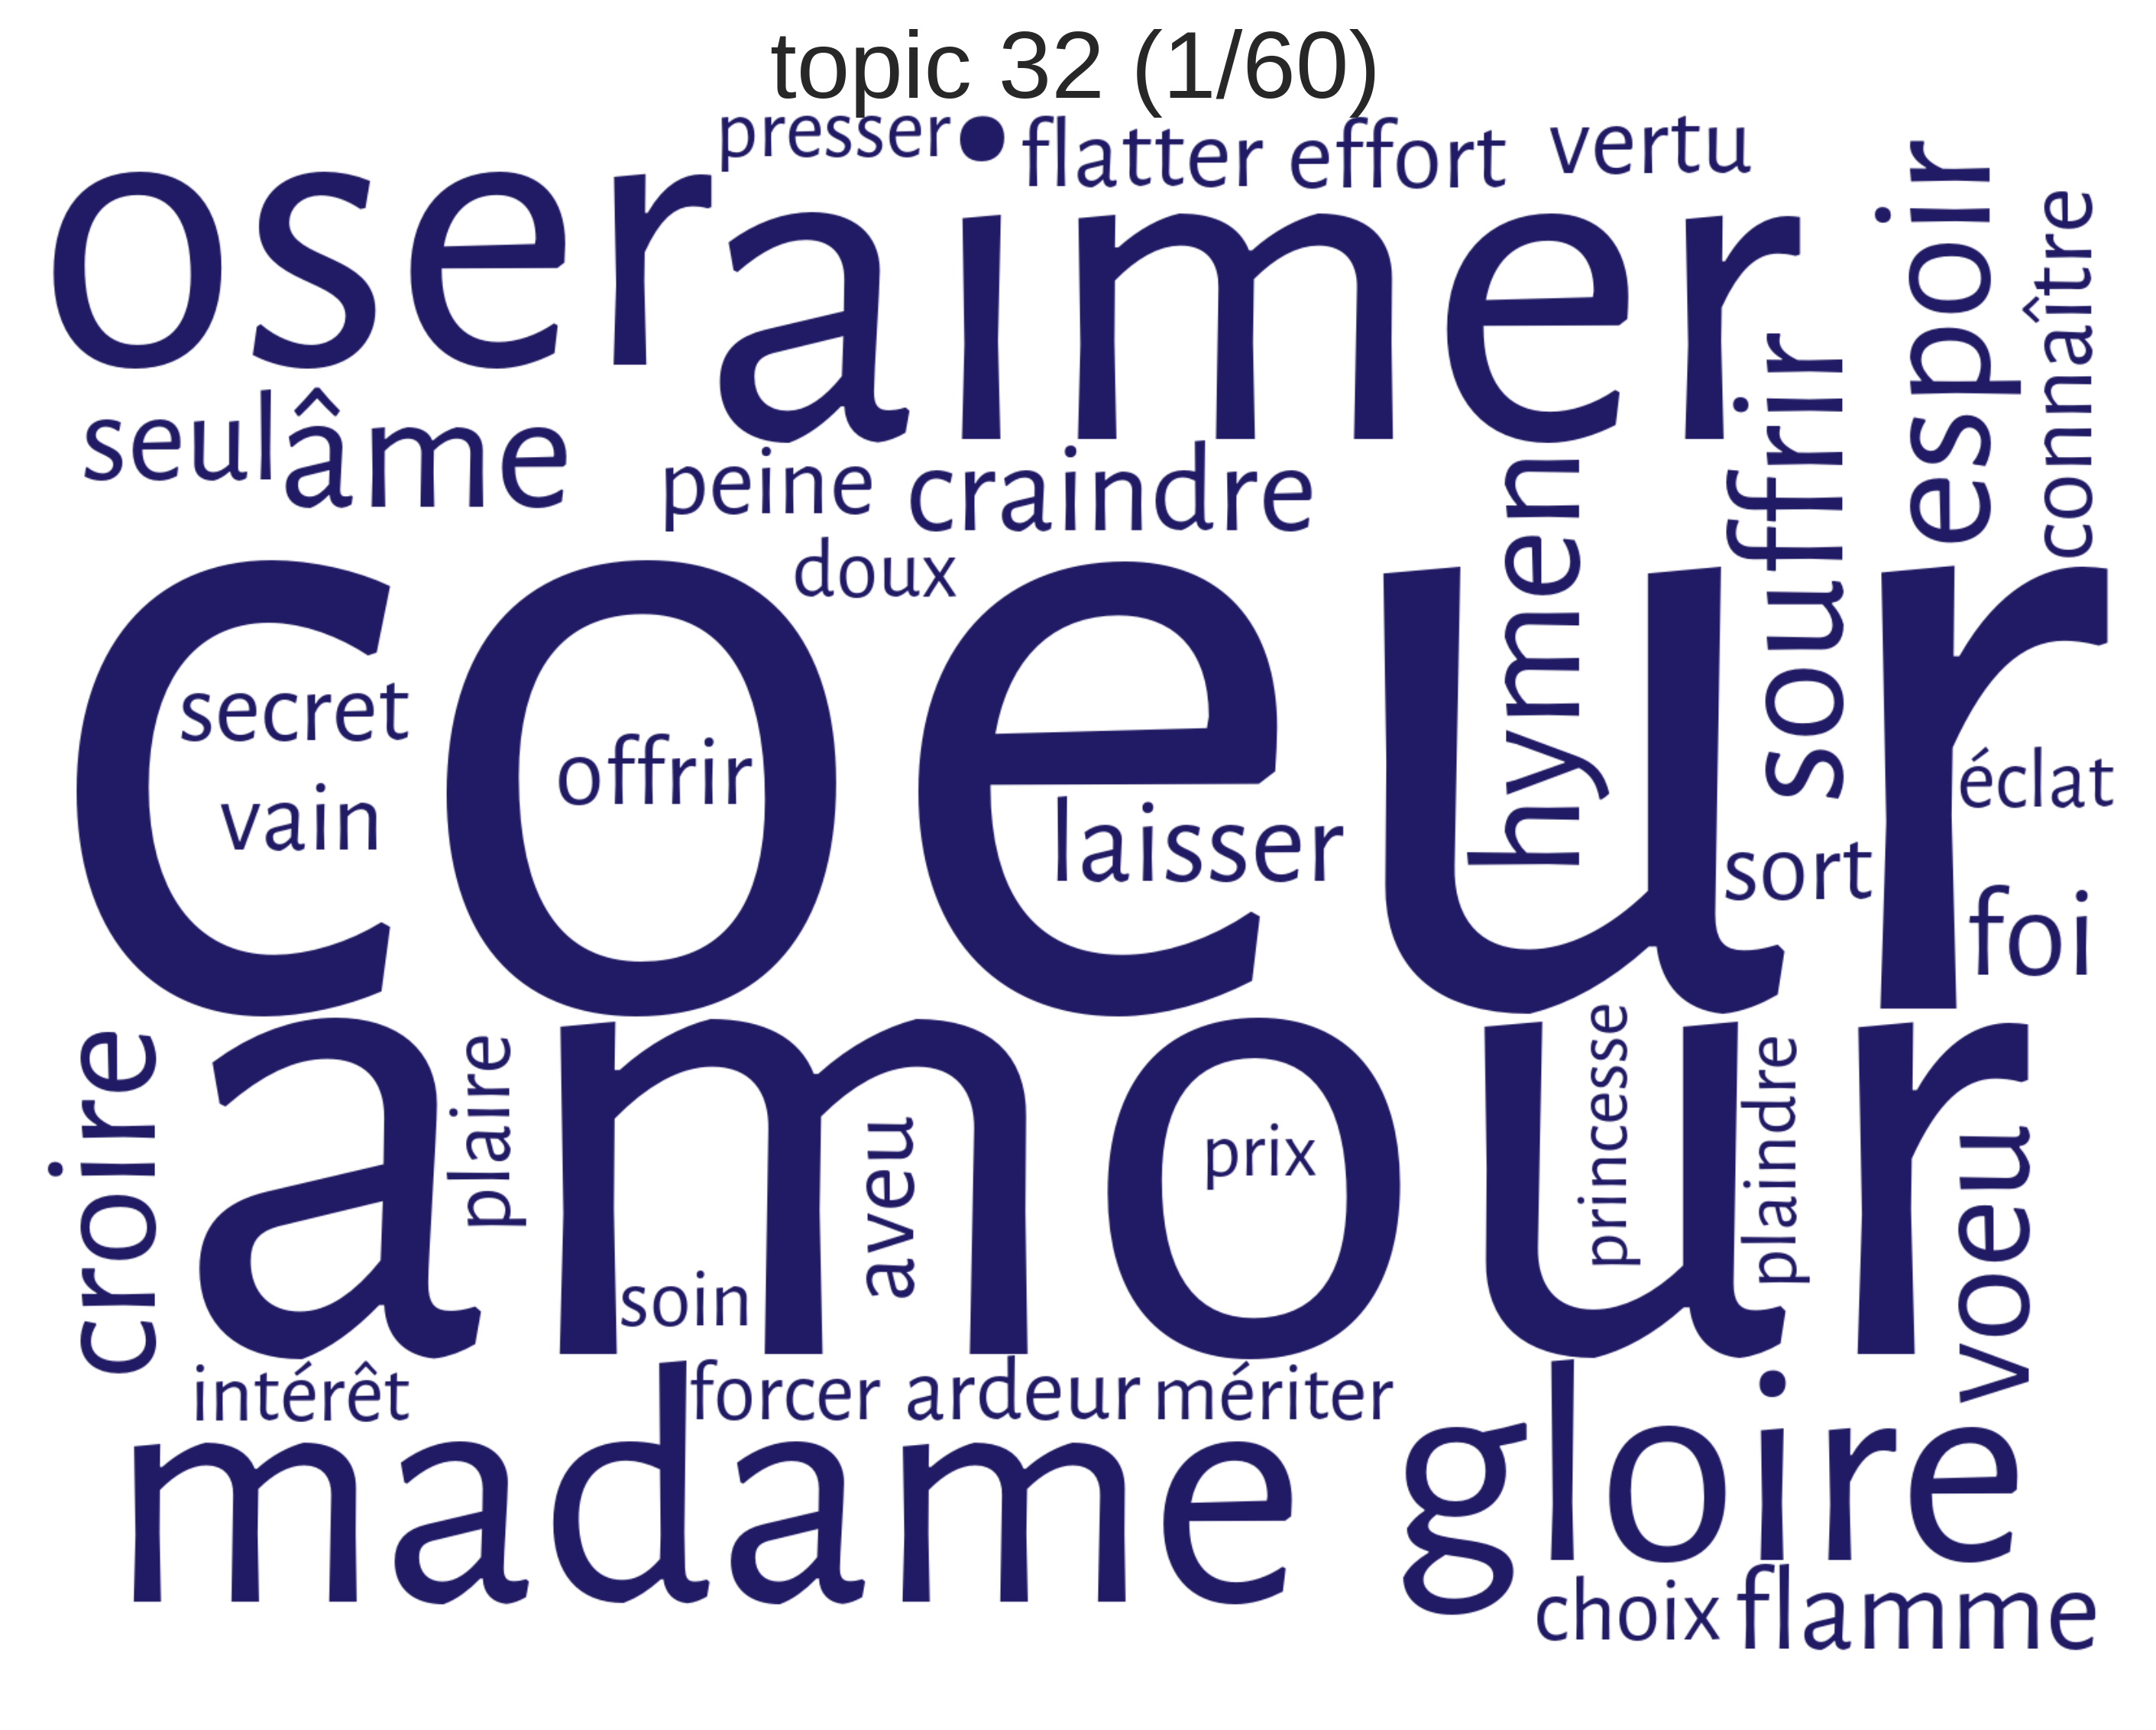 topic 32 (1/60)
presser flatter effort vertu
oser aimer espoir connaître
seul âme peine craindre souffrir
doux hymen
coeur
secret offrir éclat
vain laisser sort
foi
amour
croire plaire aveu prix princesse plaindre voeu
soin
intérêt forcer ardeur mériter
madame gloire
choix flamme